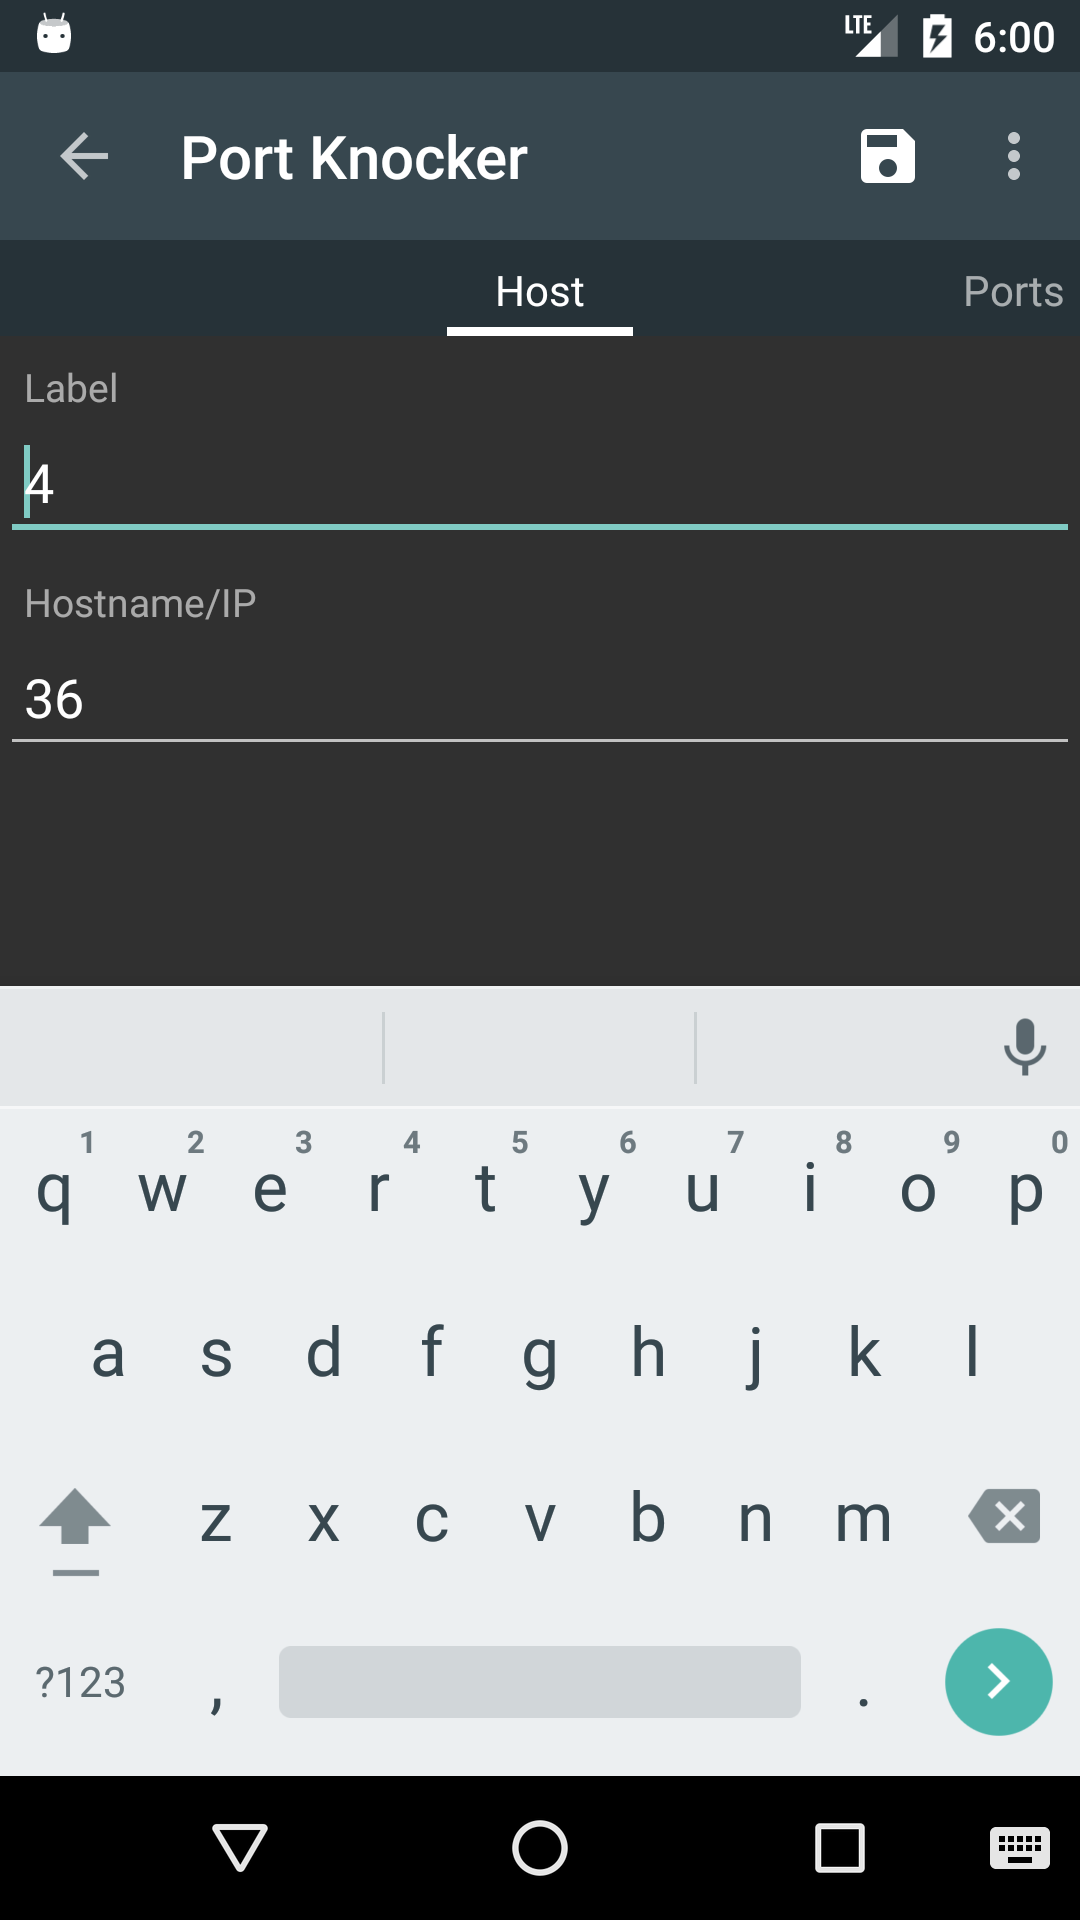 LTE 6:00
Port Knocker
Host Ports
Label
4
Hostname/IP
36
1 2 3 4 5 6 7 8 9 0
q w e r t y u i o p
a s d f g h j k l
z x c v b n m
?123 , .